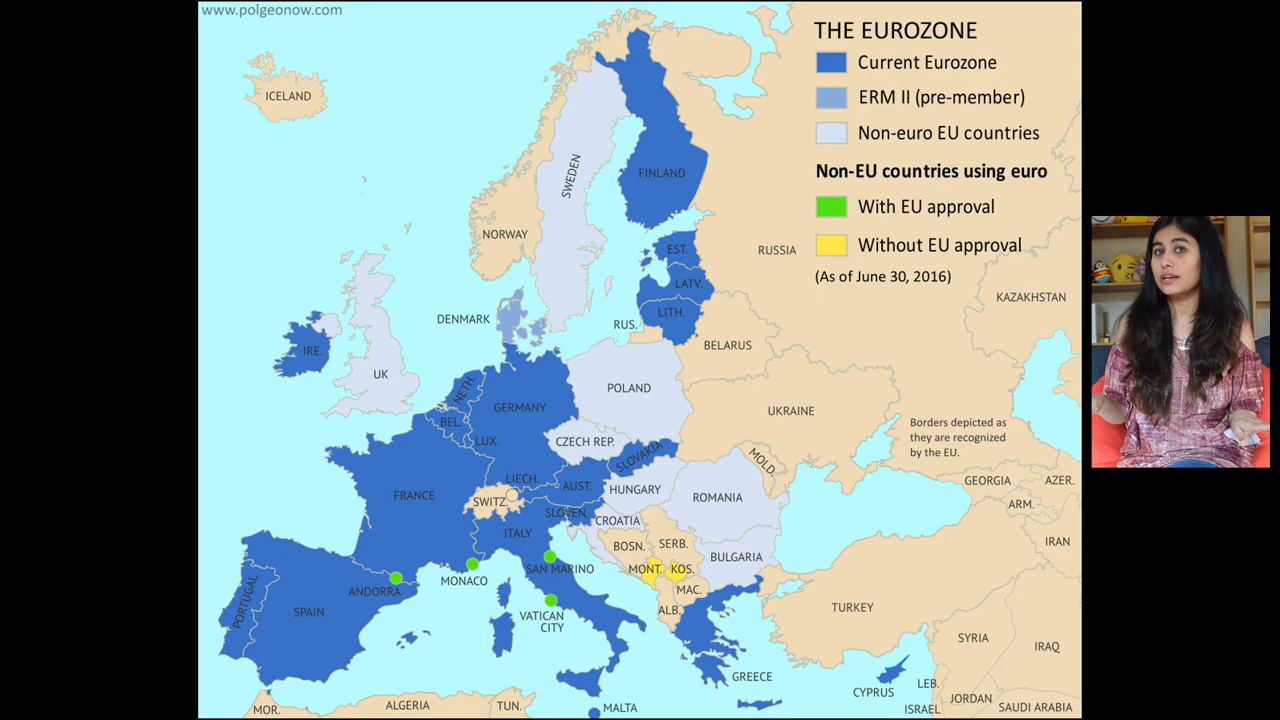 www.polgeonow.com
THE EUROZONE
Current Eurozone
ERM II (pre-member)
Non-euro EU countries
Non-EU countries using euro
With EU approval
Without EU approval
(As of June 30, 2016)
ICELAND
SWEDEN
FINLAND
NORWAY
RUSSIA
EST.
LATV.
LITH.
RUS.
DENMARK
KAZAKHSTAN
BELARUS
IRE.
UK
NETH.
GERMANY
POLAND
UKRAINE
BEL.
LUX.
CZECH REP.
SLOVAKIA
MOLD.
Borders depicted as
they are recognized
by the EU.
FRANCE
LIECH.
SWITZ.
AUST.
HUNGARY
ROMANIA
GEORGIA
AZER.
ARM.
SLOVEN.
CROATIA
ITALY
BOSN.
SERB.
IRAN
BULGARIA
SAN MARINO
MONT.
KOS.
MONACO
ANDORRA
MAC.
ALB.
PORTUGAL
SPAIN
VATICAN
CITY
TURKEY
SYRIA
IRAQ
GREECE
CYPRUS
LEB.
JORDAN
ISRAEL
SAUDI ARABIA
MALTA
MOR.
ALGERIA
TUN.